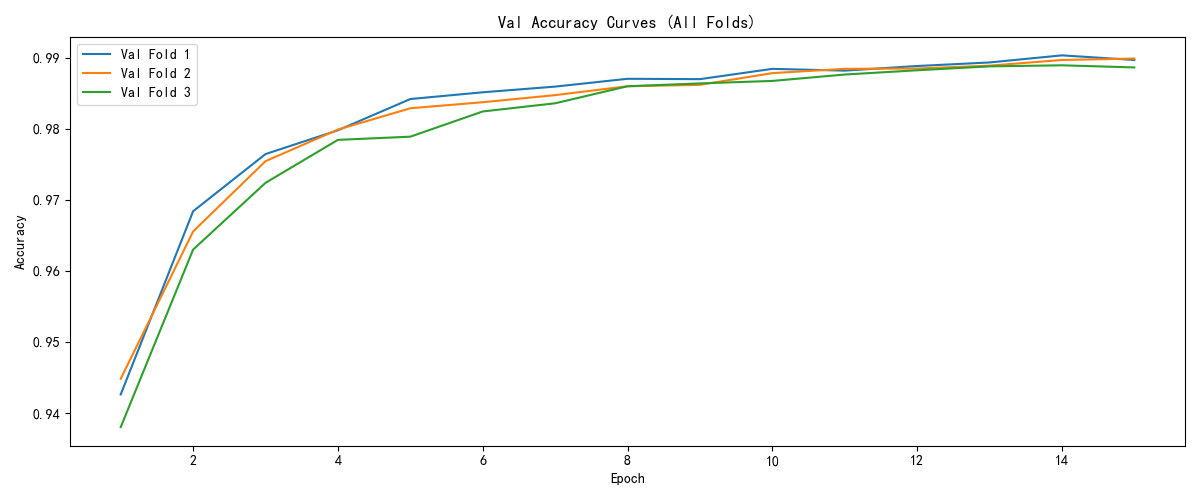 Val Accuracy Curves (All Folds)
Val Fold 1
Val Fold 2
Val Fold 3
0.99
0.98
0.97
0.96
0.95
0.94
Accuracy
2 4 6 8 10 12 14
Epoch